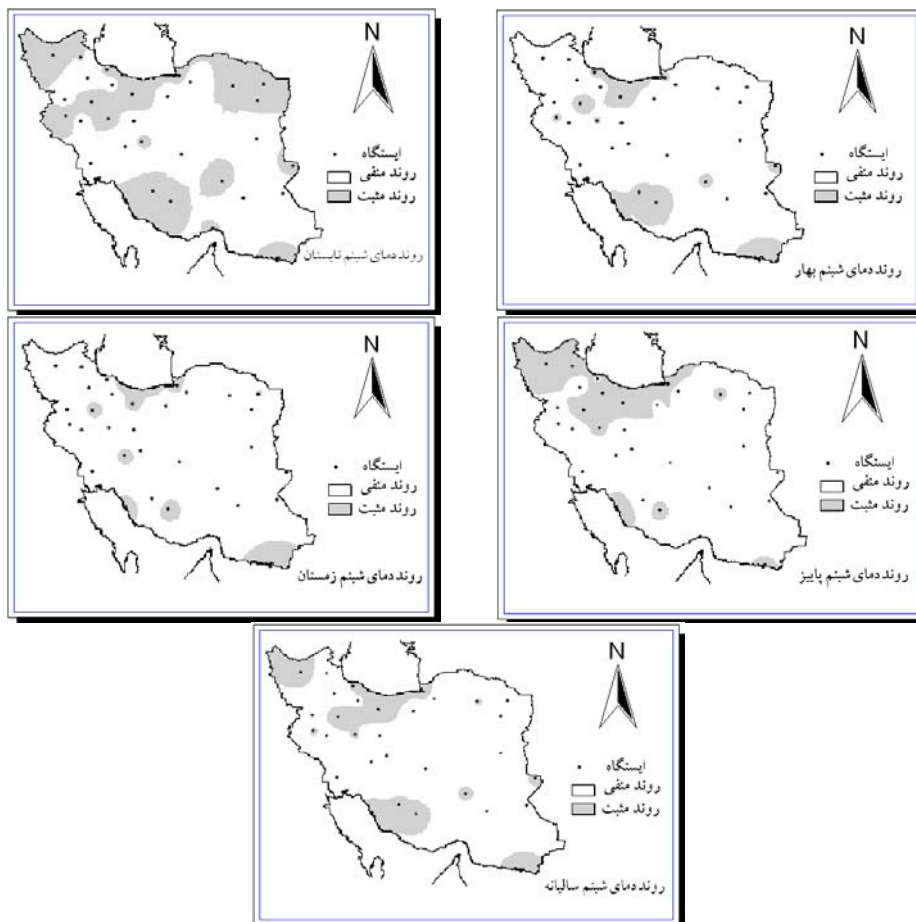 N
ایستگاه
روند منفی
روند مثبت
روند دمای شبنم تابستان
N
ایستگاه
روند منفی
روند مثبت
روند دمای شبنم بهار
N
ایستگاه
روند منفی
روند مثبت
روند دمای شبنم زمستان
N
ایستگاه
روند منفی
روند مثبت
روند دمای شبنم پاییز
N
ایستگاه
روند منفی
روند مثبت
روند دمای شبنم سالیانه